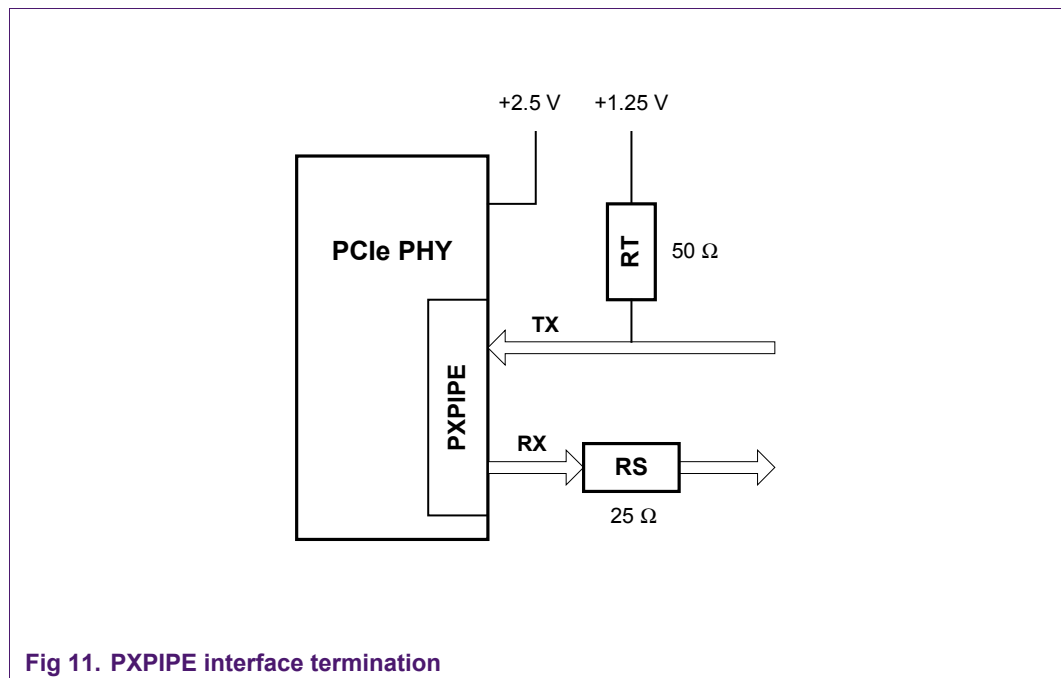 +2.5 V
+1.25 V
PCIe PHY
RT
50 Ω
TX
PXPIPE
RX
RS
25 Ω
Fig 11. PXPIPE interface termination